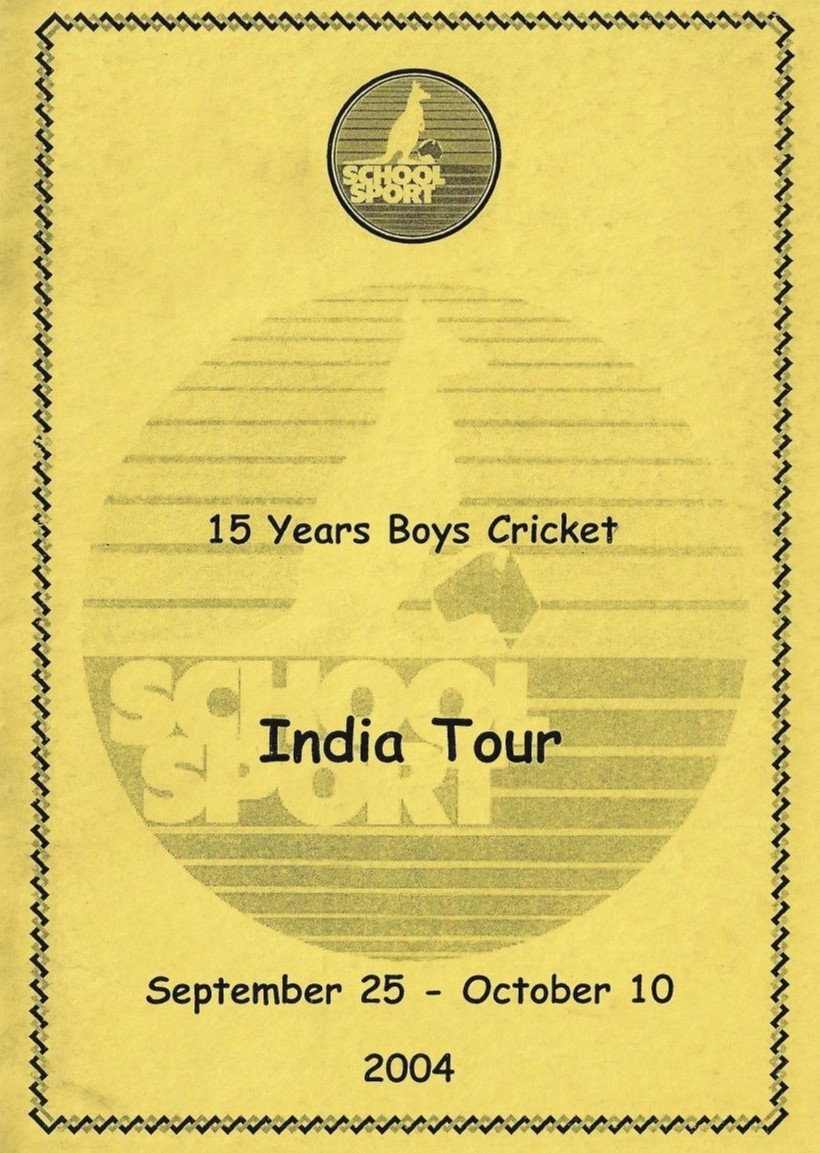 SCHOOL
SPORT
15 Years Boys Cricket
SCHOOL
SPORT
India Tour
September 25 - October 10
2004